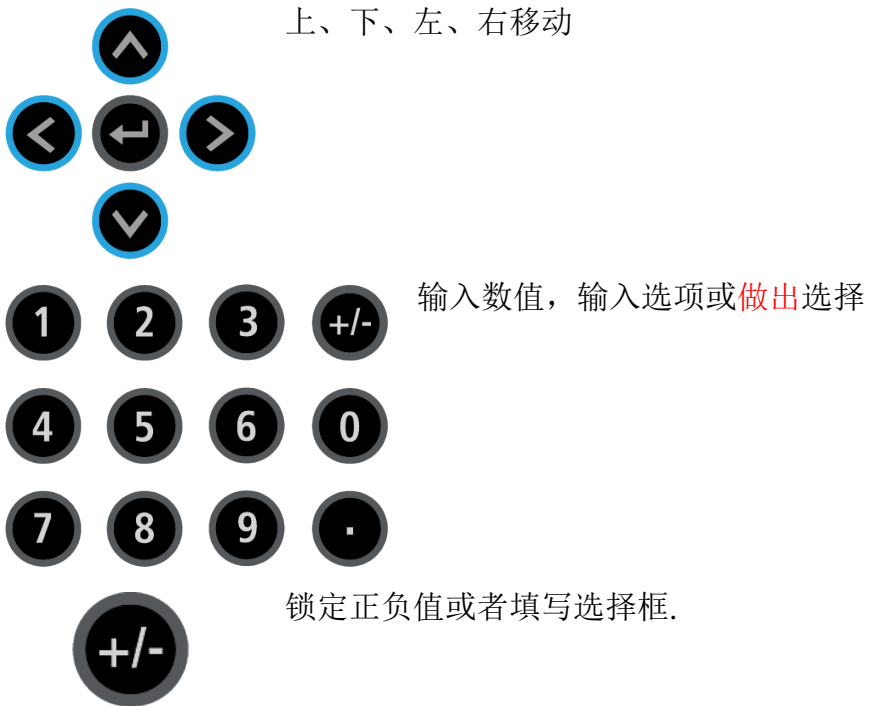 上、下、左、右移动
输入数值，输入选项或做出选择
1 2 3 +/-
4 5 6 0
7 8 9 .
锁定正负值或者填写选择框.
+/-